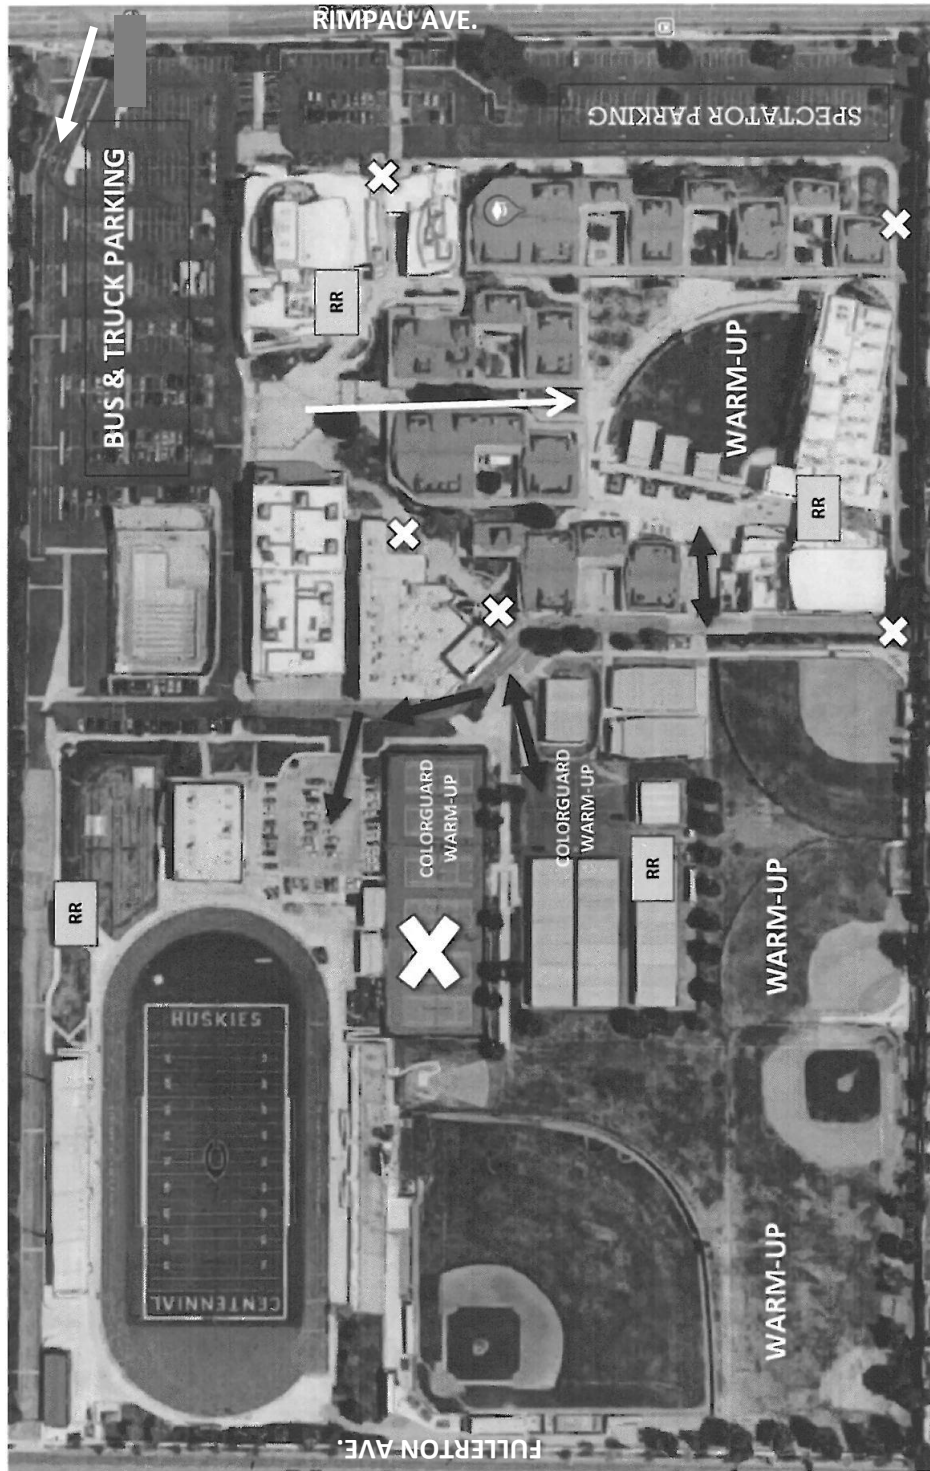 RIMPAU AVE.
SPECTATOR PARKING
BUS & TRUCK PARKING
RR
WARM-UP
RR
COLORGUARD
WARM-UP
COLORGUARD
WARM-UP
RR
RR
WARM-UP
HUSKIES
C
CENTENNIAL
WARM-UP
FULLERTON AVE.